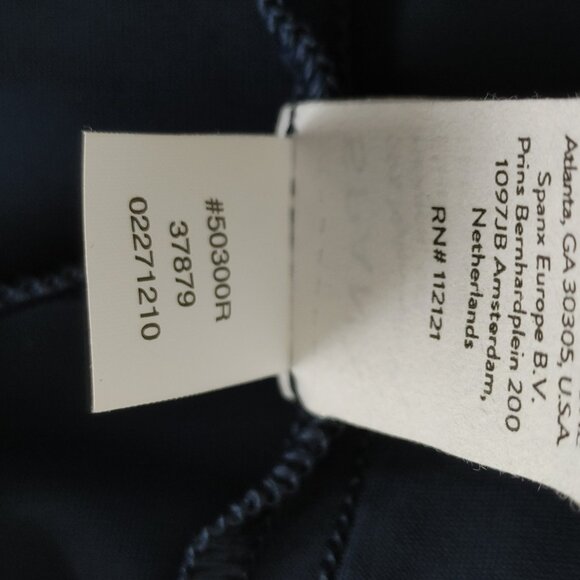 Atlanta, GA 30305, U.S.A.
Spanx Europe B.V.
Prins Bernhardplein 200
1097JB Amsterdam,
Netherlands
RN# 112121
#50300R
37879
02271210